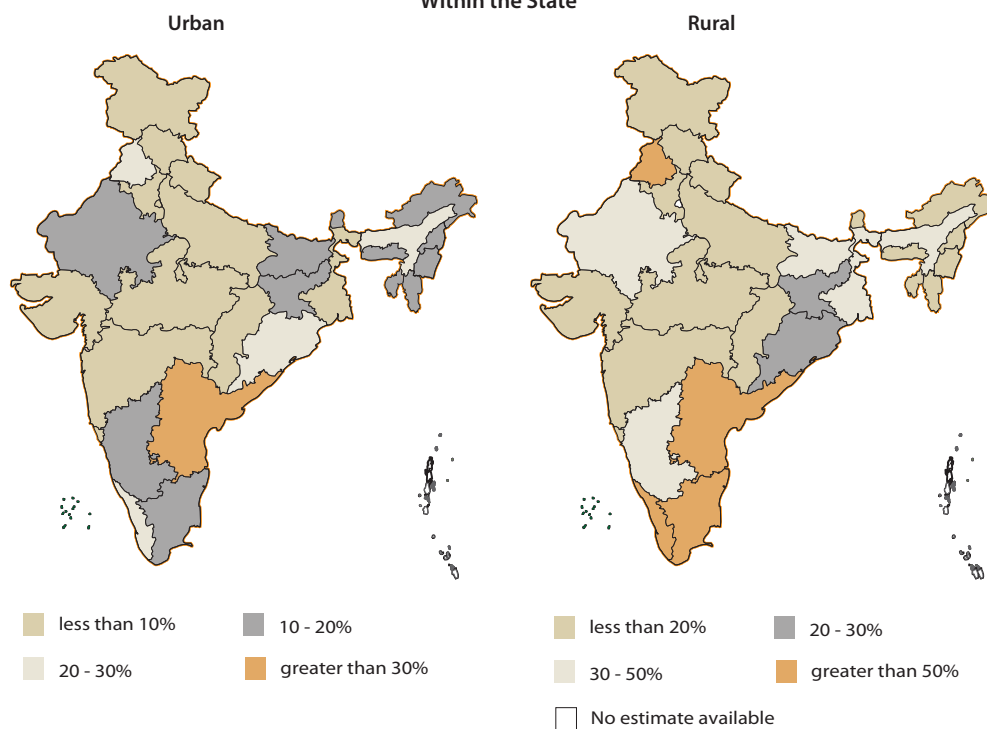 Within the State
Urban
Rural
less than 10%
10 - 20%
20 - 30%
greater than 30%
less than 20%
20 - 30%
30 - 50%
greater than 50%
No estimate available